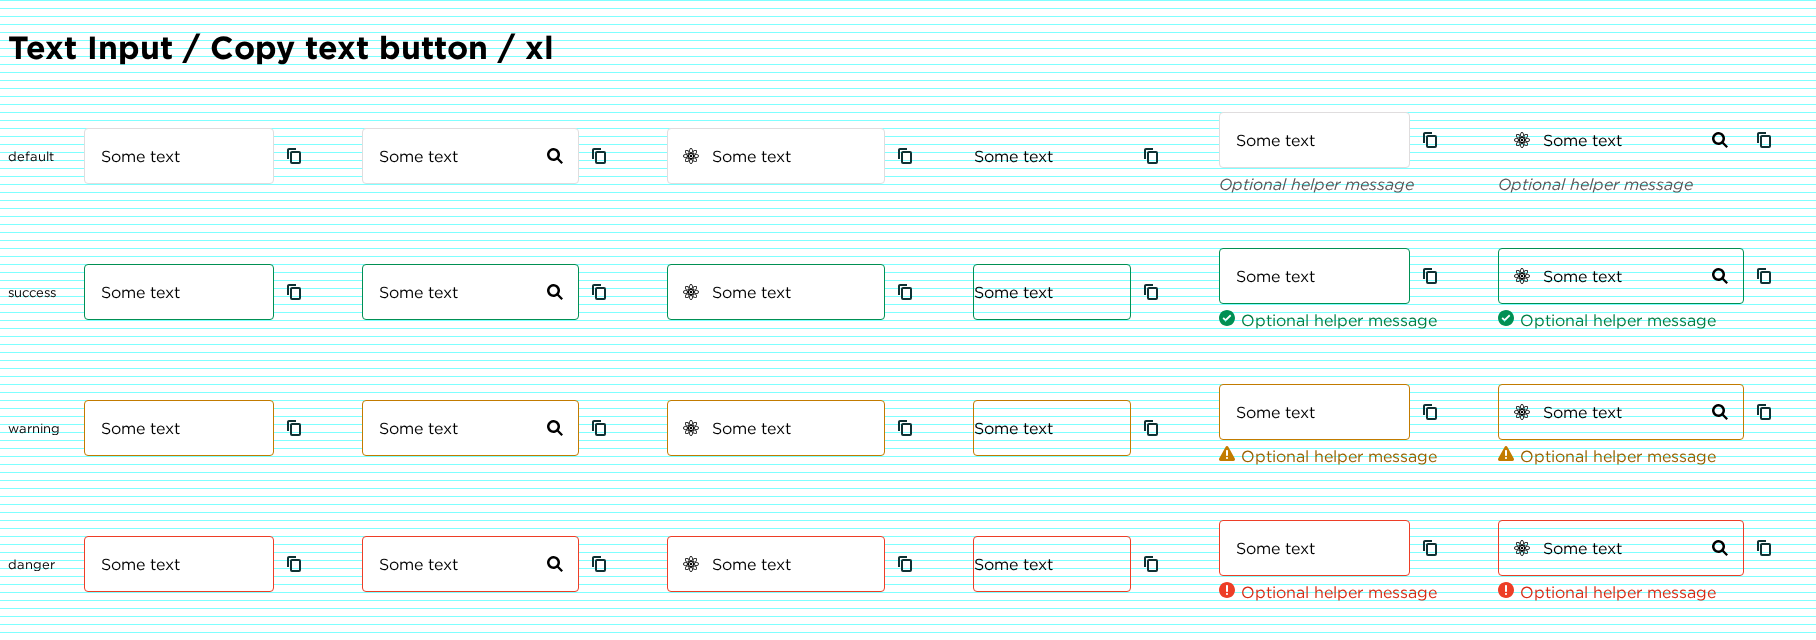 Text Input / Copy text button / xl
default Some text Some text Some text Some text Some text Some text
Optional helper message Optional helper message
success Some text Some text Some text Some text Some text Some text
Optional helper message Optional helper message
warning Some text Some text Some text Some text Some text Some text
Optional helper message Optional helper message
danger Some text Some text Some text Some text Some text Some text
Optional helper message Optional helper message